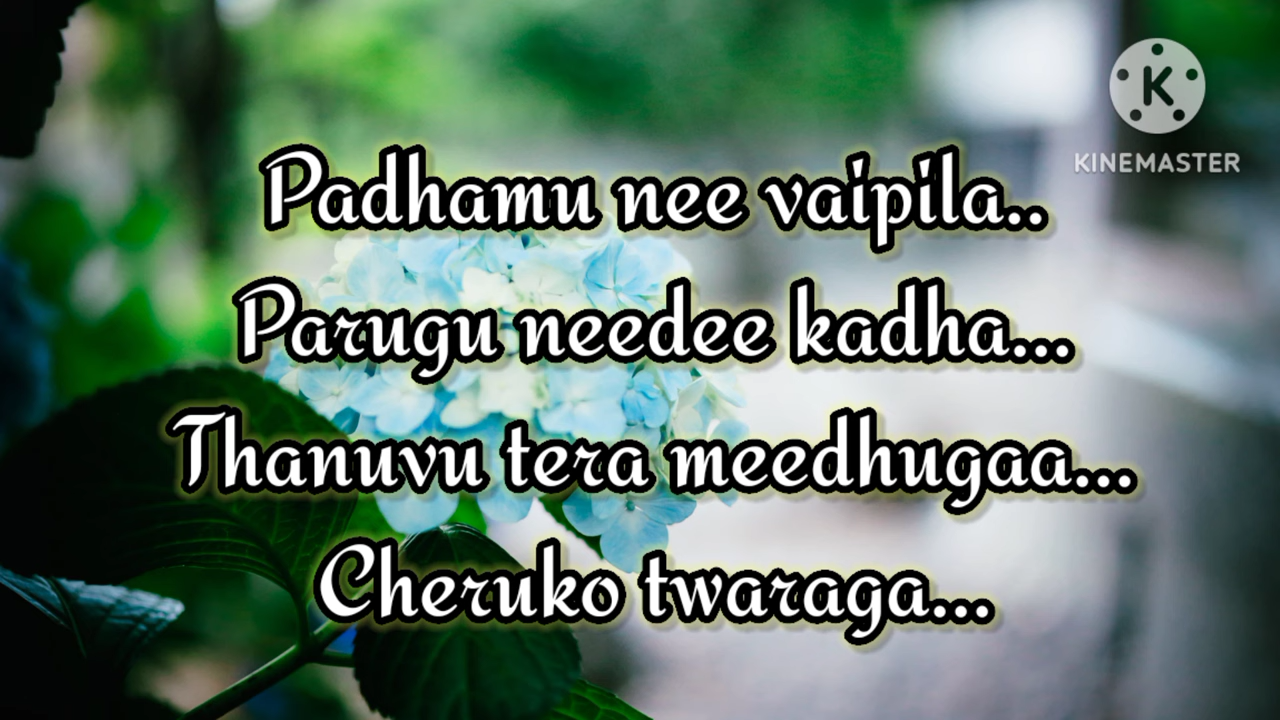 K
KINEMASTER
Padhamu nee vaipila..
Parugu needee kadha...
Thanuvu tera meedhugaa...
Cheruko twaraga...